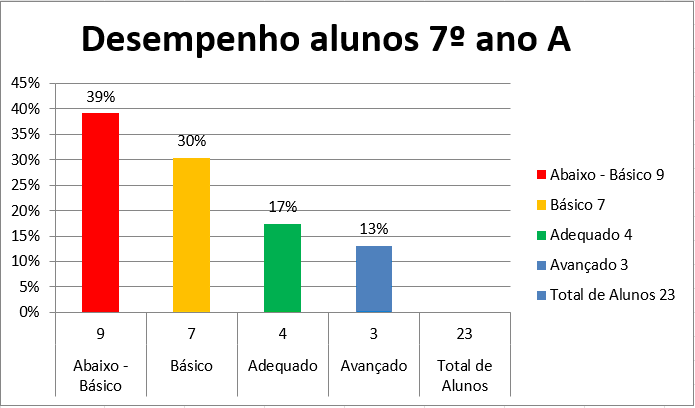 Desempenho alunos 7º ano A
45%
40%
35%
30%
25%
20%
15%
10%
5%
0%
39%
30%
17%
13%
9 7 4 3 23
Abaixo - Básico Adequado Avançado Total de
Básico Alunos
Abaixo - Básico 9
Básico 7
Adequado 4
Avançado 3
Total de Alunos 23